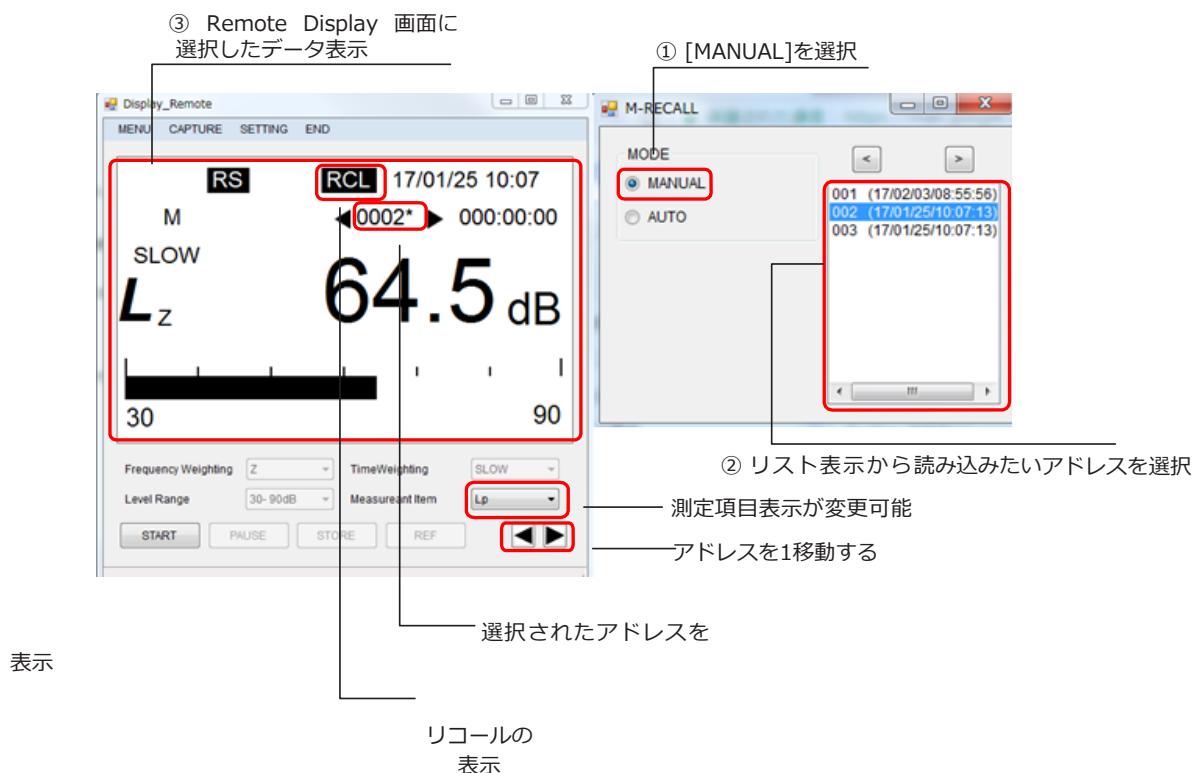 ③ Remote Display 画面に
選択したデータ表示
① [MANUAL]を選択
Display_Remote
MENU CAPTURE SETTING END
RS RCL 17/01/25 10:07
M ◀0002*▶ 000:00:00
SLOW
Lz 64.5 dB
30 90
Frequency Weighting Z TimeWeighting SLOW
Level Range 30- 90dB Measureant Item Lp
START PAUSE STORE REF ◀ ▶
M-RECALL
MODE < >
MANUAL
AUTO
001 (17/02/03/08:55:56)
002 (17/01/25/10:07:13)
003 (17/01/25/10:07:13)
② リスト表示から読み込みたいアドレスを選択
測定項目表示が変更可能
アドレスを1移動する
選択されたアドレスを
表示
リコールの
表示